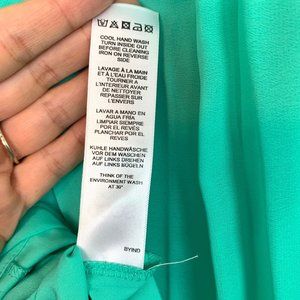 COOL HAND WASH
TURN INSIDE OUT
BEFORE CLEANING
IRON ON REVERSE
SIDE
LAVAGE À LA MAIN
ET À L'EAU FROIDE
TOURNER A
L'INTERIEUR AVANT
DE NETTOYER
REPASSER SUR
L'ENVERS
LAVAR A MANO EN
AGUA FRIA
LIMPIAR SIEMPRE
POR EL REVES
PLANCHAR POR EL
REVES
KUHLE HANDWÄSCHE
VOR DEM WASCHEN
AUF LINKS DREHEN
AUF LINKS BÜGELN
THINK OF THE
ENVIRONMENT WASH
AT 30°
BYIND